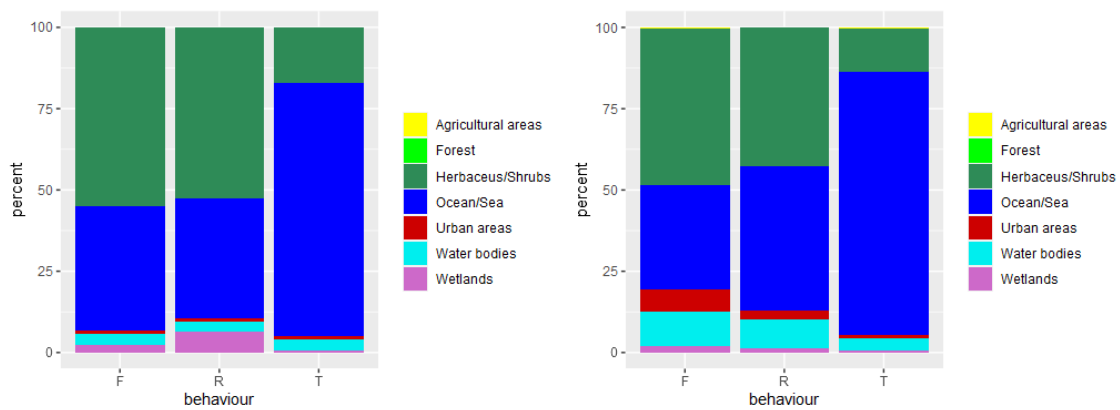 100
75
50
25
0
percent
F R T
behaviour
Agricultural areas
Forest
Herbaceus/Shrubs
Ocean/Sea
Urban areas
Water bodies
Wetlands
100
75
50
25
0
percent
F R T
behaviour
Agricultural areas
Forest
Herbaceus/Shrubs
Ocean/Sea
Urban areas
Water bodies
Wetlands